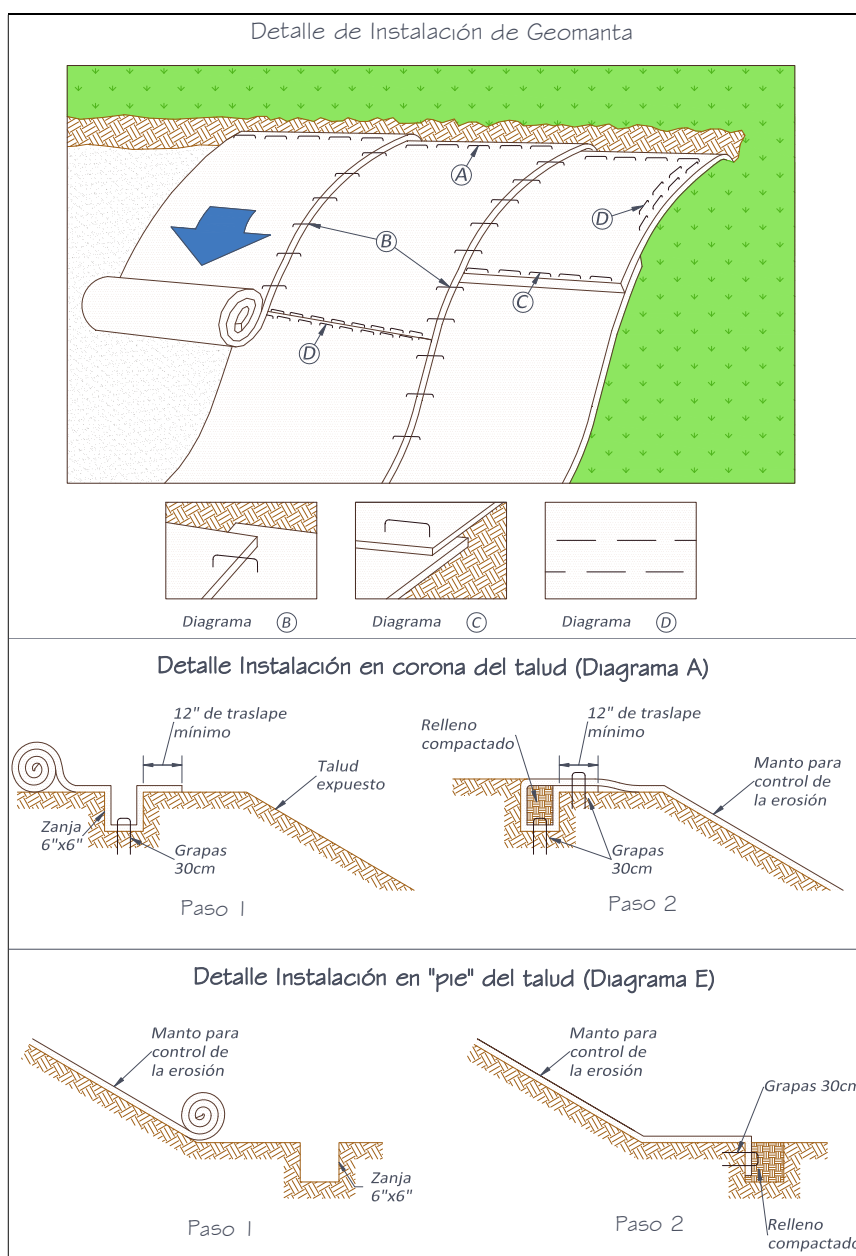 Detalle de Instalación de Geomanta
A
D
B
C
D
Diagrama B
Diagrama C
Diagrama D
Detalle Instalación en corona del talud (Diagrama A)
12" de traslape
mínimo
Talud
expuesto
Zanja
6"x6"
Grapas
30cm
Paso 1
Relleno
compactado
12" de traslape
mínimo
Manto para
control de
la erosión
Grapas
30cm
Paso 2
Detalle Instalación en "pie" del talud (Diagrama E)
Manto para
control de
la erosión
Zanja
6"x6"
Paso 1
Manto para
control de
la erosión
Grapas 30cm
Relleno
compactado
Paso 2